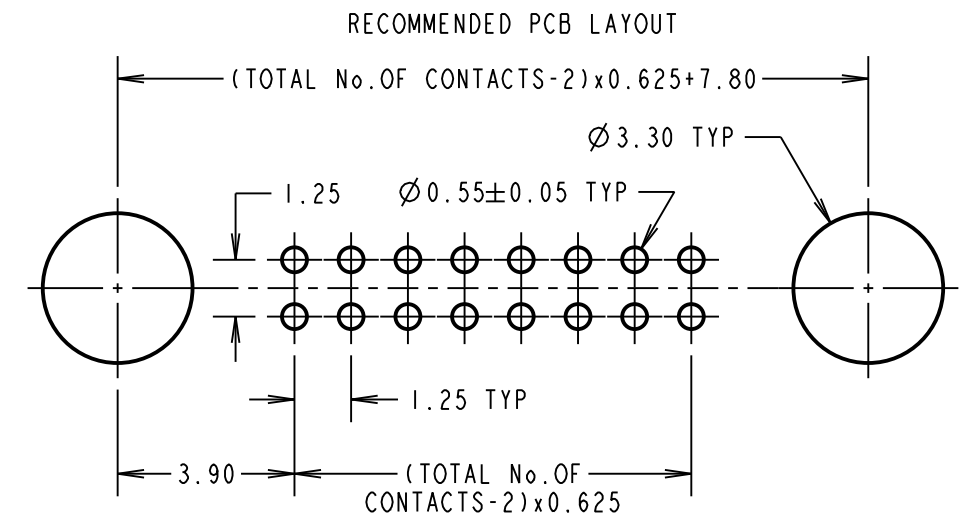 RECOMMENDED PCB LAYOUT
(TOTAL No.OF CONTACTS-2)x0.625+7.80
Ø3.30 TYP
1.25
Ø0.55±0.05 TYP
1.25 TYP
3.90
(TOTAL No.OF
CONTACTS-2)x0.625